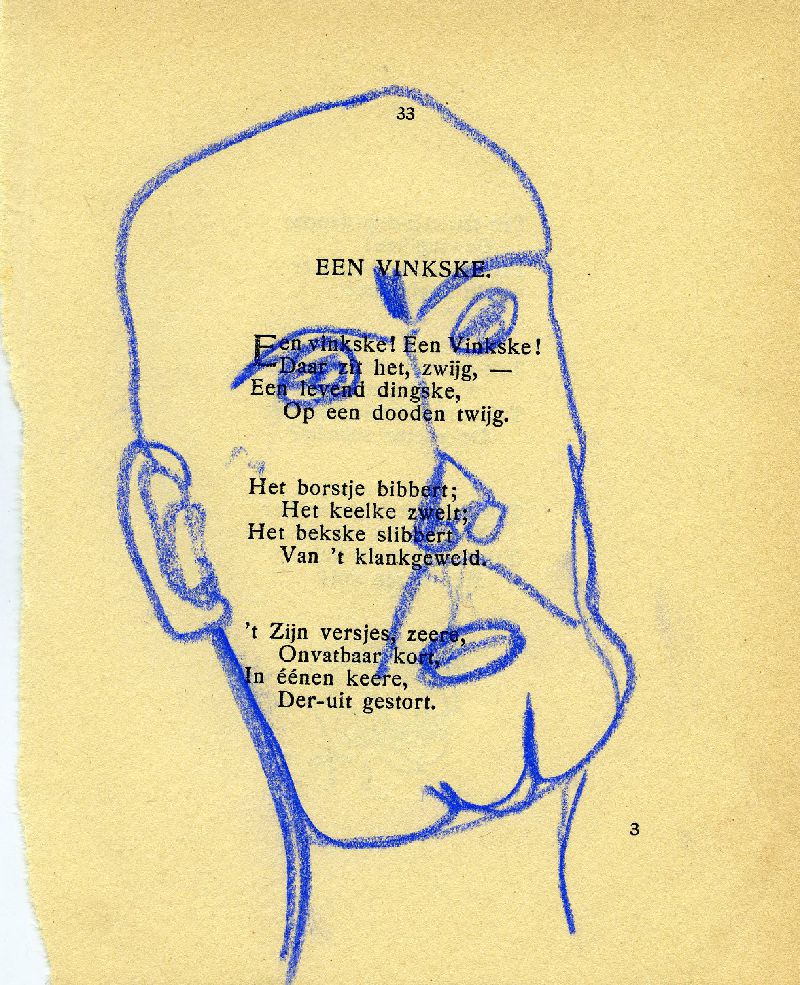 33
EEN VINKSKE.
Een vinkske! Een Vinkske!
Daar zit het, zwijg, —
Een levend dingske,
Op een dooden twijg.
Het borstje bibbert;
Het keelke zwelt;
Het bekske slibbert
Van 't klankgeweld.
't Zijn versjes, zeere,
Onvatbaar kort,
In éénen keere,
Der-uit gestort.
3